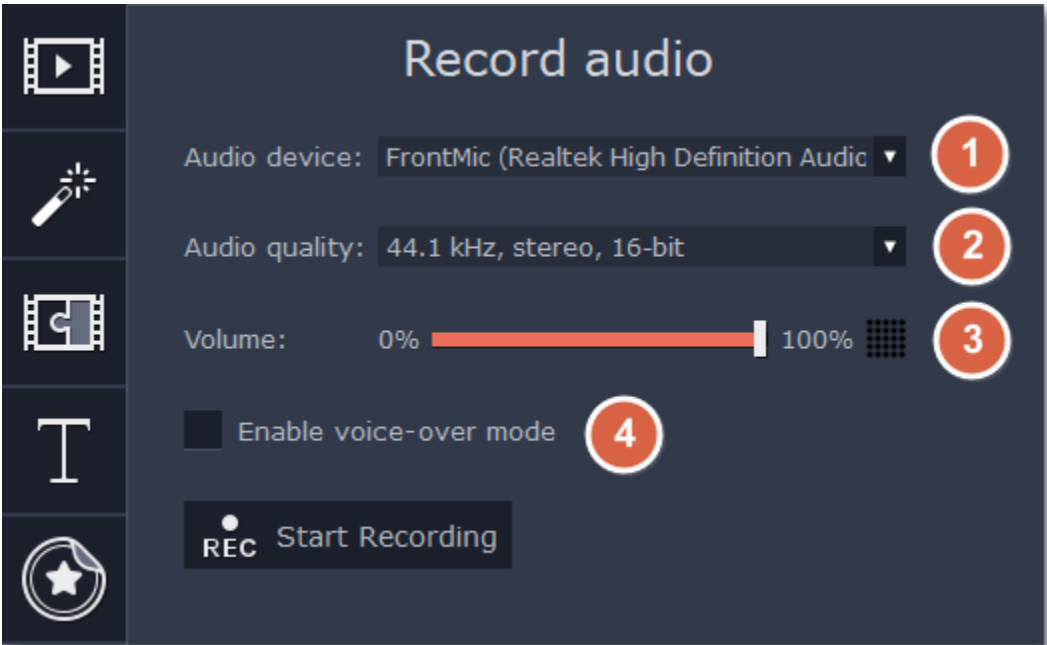 Record audio
Audio device: FrontMic (Realtek High Definition Audic 1
Audio quality: 44.1 kHz, stereo, 16-bit 2
Volume: 0% 100% 3
Enable voice-over mode 4
REC Start Recording